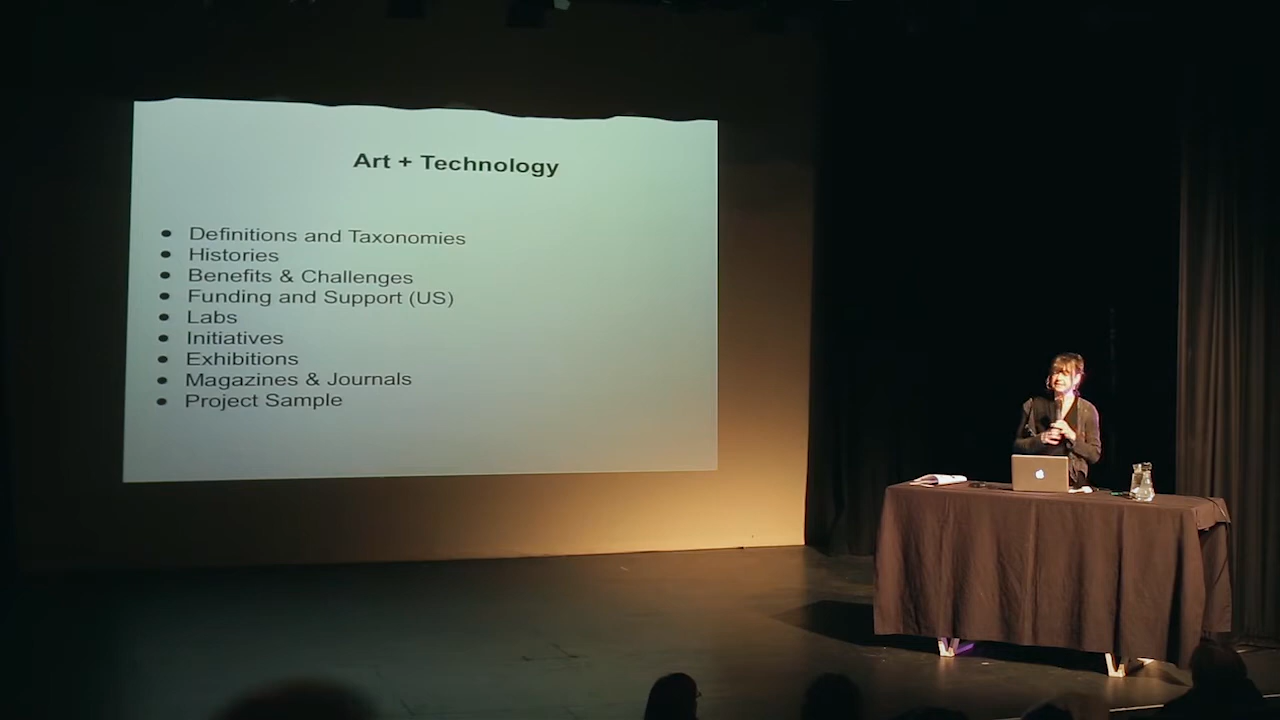 Art + Technology
● Definitions and Taxonomies
● Histories
● Benefits & Challenges
● Funding and Support (US)
● Labs
● Initiatives
● Exhibitions
● Magazines & Journals
● Project Sample